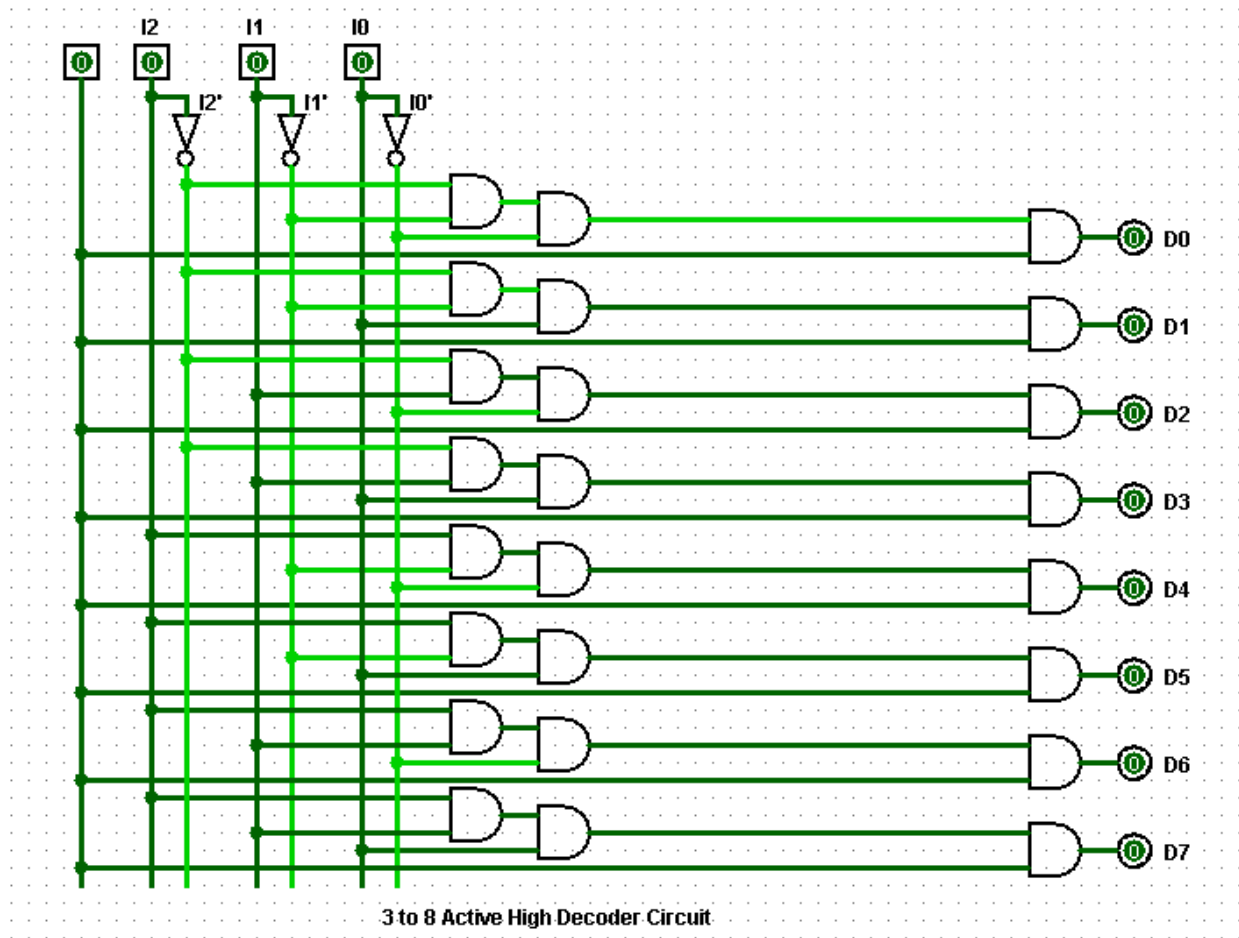 I2 I1 I0
0 0 0 0
I2' I1' I0'
0 D0
0 D1
0 D2
0 D3
0 D4
0 D5
0 D6
0 D7
3 to 8 Active High Decoder Circuit